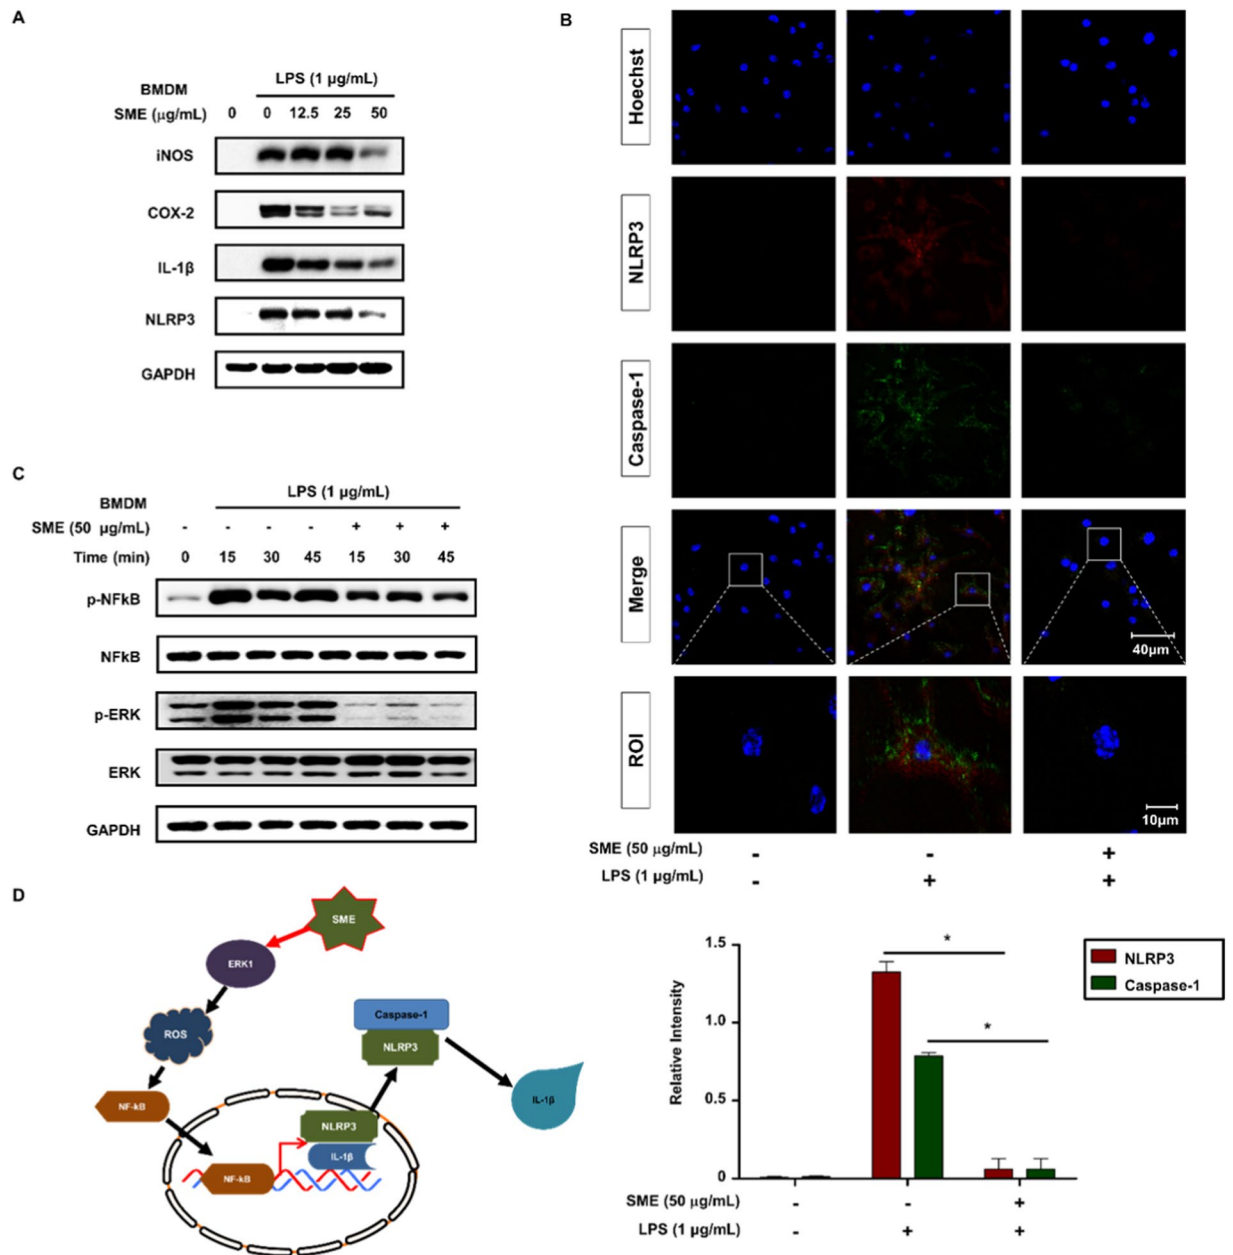 A
LPS (1 µg/mL)
BMDM
SME (µg/mL) 0 0 12.5 25 50
iNOS
COX-2
IL-1β
NLRP3
GAPDH
B
Hoechst
NLRP3
Caspase-1
Merge
40µm
ROI
10µm
SME (50 µg/mL) - - +
LPS (1 µg/mL) - + +
1.5
1.0
0.5
0
Relative Intensity
*
*
NLRP3
Caspase-1
SME (50 µg/mL) - - +
LPS (1 µg/mL) - + +
C
LPS (1 µg/mL)
BMDM
SME (50 µg/mL) - - - - + + +
Time (min) 0 15 30 45 15 30 45
p-NFkB
NFkB
p-ERK
ERK
GAPDH
D
SME
ERK1
ROS
NF-kB
Caspase-1
NLRP3
IL-1β
NLRP3
IL-1β
NF-kB